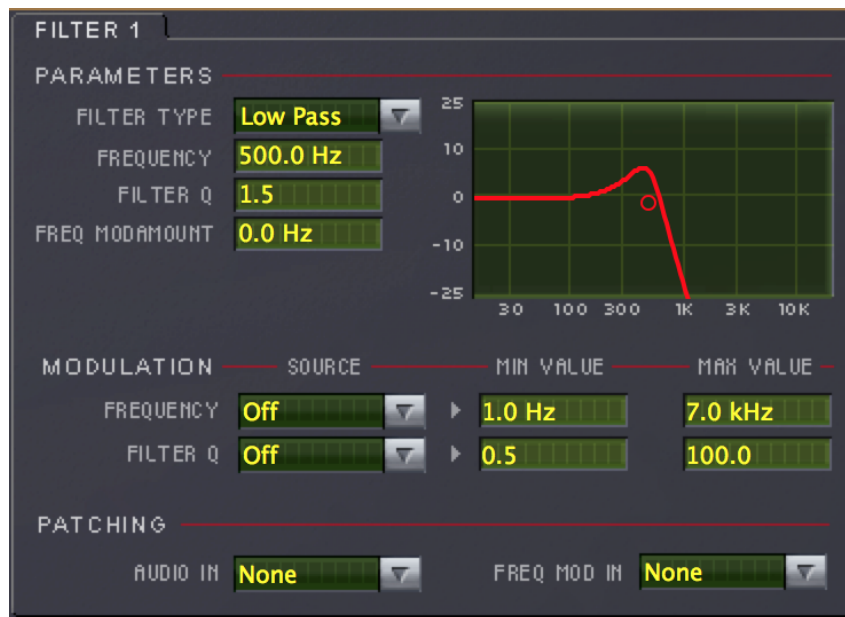 FILTER 1
PARAMETERS
FILTER TYPE Low Pass
FREQUENCY 500.0 Hz
FILTER Q 1.5
FREQ MODAMOUNT 0.0 Hz
25
10
0
-10
-25
30 100 300 1K 3K 10K
MODULATION SOURCE MIN VALUE MAX VALUE
FREQUENCY Off 1.0 Hz 7.0 kHz
FILTER Q Off 0.5 100.0
PATCHING
AUDIO IN None FREQ MOD IN None